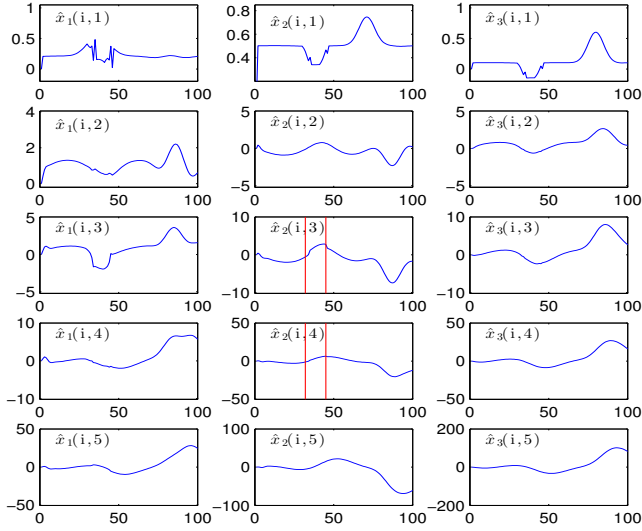 x̂₁(i,1)
1
0.5
0
0 50 100
x̂₂(i,1)
0.8
0.6
0.4
0 50 100
x̂₃(i,1)
1
0.5
0
0 50 100
x̂₁(i,2)
4
2
0
0 50 100
x̂₂(i,2)
5
0
−5
0 50 100
x̂₃(i,2)
5
0
−5
0 50 100
x̂₁(i,3)
5
0
−5
0 50 100
x̂₂(i,3)
10
0
−10
0 50 100
x̂₃(i,3)
10
0
−10
0 50 100
x̂₁(i,4)
10
0
−10
0 50 100
x̂₂(i,4)
50
0
−50
0 50 100
x̂₃(i,4)
50
0
−50
0 50 100
x̂₁(i,5)
50
0
−50
0 50 100
x̂₂(i,5)
100
0
−100
0 50 100
x̂₃(i,5)
200
0
200
0 50 100